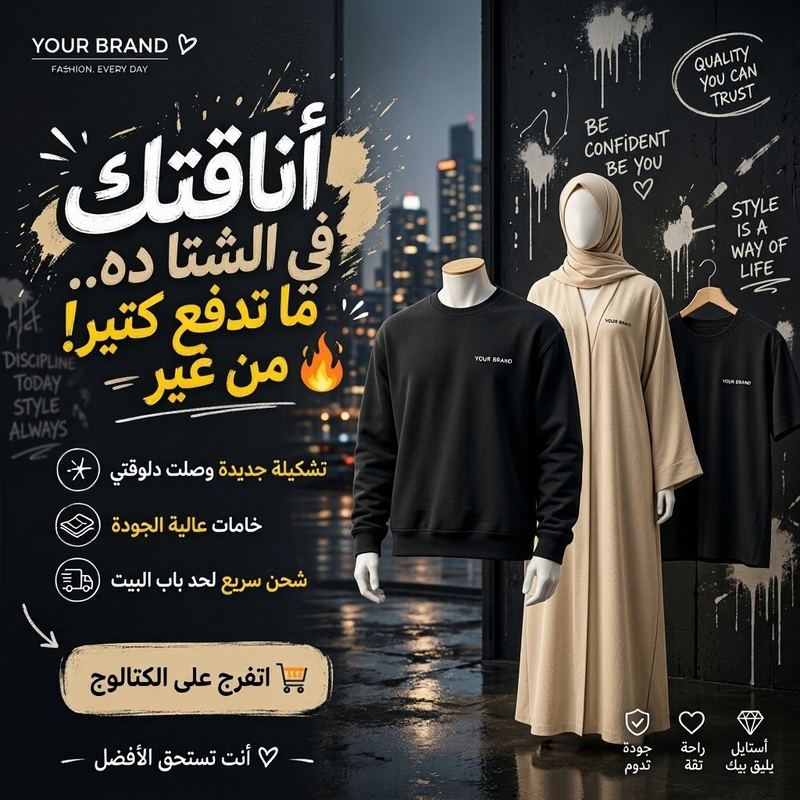 YOUR BRAND
FASHION. EVERY DAY
أناقتك
في الشتا ده..
ما تدفع كتير!
من غير 🔥
تشكيلة جديدة وصلت دلوقتي
خامات عالية الجودة
شحن سريع لحد باب البيت
اتفرج على الكتالوج
أنت تستحق الأفضل
DISCIPLINE
TODAY
STYLE
ALWAYS
QUALITY
YOU CAN
TRUST
BE
CONFiDENT
BE YOU
STYLE
IS A
WAY OF
LIFE
YOUR BRAND
YOUR BRAND
YOUR BRAND
أستايل
يليق بيك
راحة
تقة
جودة
تدوم